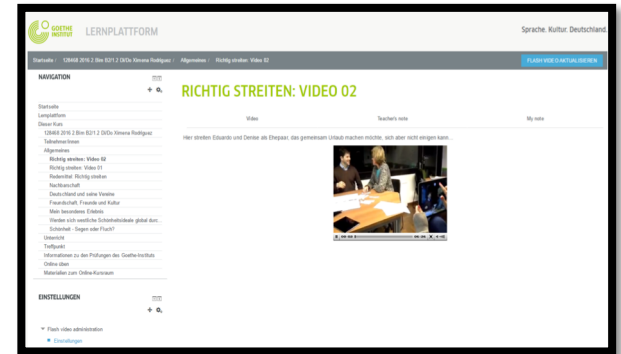 GOETHE
INSTITUT
LERNPLATTFORM
Sprache. Kultur. Deutschland.
Startseite / 128468 2016 2 Bim B2/1.2 Di/Do Ximena Rodriguez / Allgemeines / Richtig streiten: Video 02
FLASH VIDEO AKTUALISIEREN
NAVIGATION
Startseite
Lernplattform
Dieser Kurs
128468 2016 2 Bim B2/1.2 Di/Do Ximena Rodriguez
Teilnehmer/innen
Allgemeines
Richtig streiten: Video 02
Richtig streiten: Video 01
Redemittel: Richtig streiten
Nachbarschaft
Deutschland und seine Vereine
Freundschaft, Freunde und Kultur
Mein besonderes Erlebnis
Werden sich westliche Schönheitsideale global durc...
Schönheit - Segen oder Fluch?
Unterricht
Treffpunkt
Informationen zu den Prüfungen des Goethe-Instituts
Online üben
Materialien zum Online-Kursraum
EINSTELLUNGEN
Flash video administration
Einstellungen
RICHTIG STREITEN: VIDEO 02
Video
Teacher's note
My note
Hier streiten Eduardo und Denise als Ehepaar, das gemeinsam Urlaub machen möchte, sich aber nicht einigen kann...